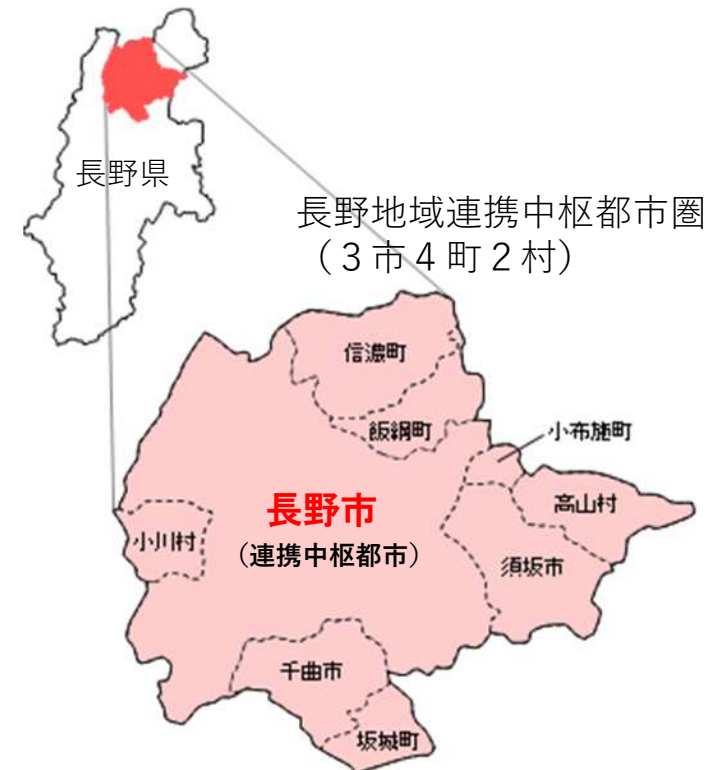 長野県
長野地域連携中枢都市圏
（３市４町２村）
信濃町
飯綱町
小布施町
高山村
長野市
（連携中枢都市）
小川村
須坂市
千曲市
坂城町